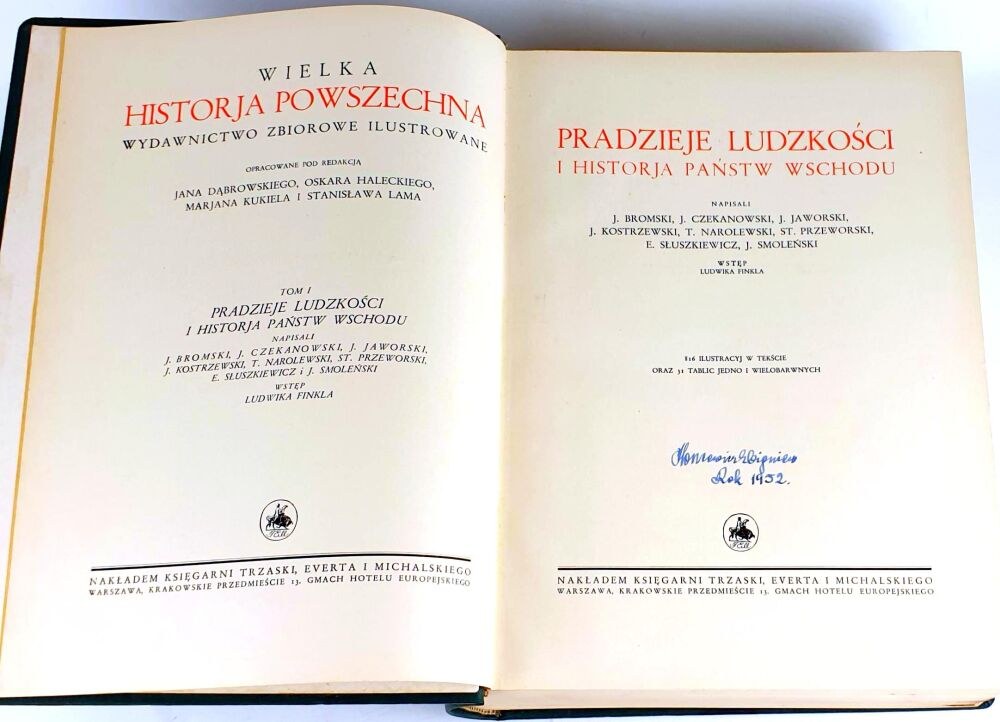 WIELKA
HISTORJA POWSZECHNA
WYDAWNICTWO ZBIOROWE ILUSTROWANE
OPRACOWANE POD REDAKCJĄ
JANA DĄBROWSKIEGO, OSKARA HALECKIEGO,
MARJANA KUKIELA I STANISŁAWA LAMA
TOM I
PRADZIEJE LUDZKOŚCI
I HISTORJA PAŃSTW WSCHODU
NAPISALI
J. BROMSKI, J. CZEKANOWSKI, J. JAWORSKI,
J. KOSTRZEWSKI, T. NAROLEWSKI, ST. PRZEWORSKI,
E. SŁUSZKIEWICZ i J. SMOLEŃSKI
WSTĘP
LUDWIKA FINKLA
TEM
NAKŁADEM KSIĘGARNI TRZASKI, EVERTA I MICHALSKIEGO
WARSZAWA, KRAKOWSKIE PRZEDMIEŚCIE 13. GMACH HOTELU EUROPEJSKIEGO
PRADZIEJE LUDZKOŚCI
I HISTORJA PAŃSTW WSCHODU
NAPISALI
J. BROMSKI, J. CZEKANOWSKI, J. JAWORSKI,
J. KOSTRZEWSKI, T. NAROLEWSKI, ST. PRZEWORSKI,
E. SŁUSZKIEWICZ, J. SMOLEŃSKI
WSTĘP
LUDWIKA FINKLA
816 ILUSTRACYJ W TEKŚCIE
ORAZ 31 TABLIC JEDNO I WIELOBARWNYCH
Zbigniew
Rok 1952.
TEM
NAKŁADEM KSIĘGARNI TRZASKI, EVERTA I MICHALSKIEGO
WARSZAWA, KRAKOWSKIE PRZEDMIEŚCIE 13. GMACH HOTELU EUROPEJSKIEGO